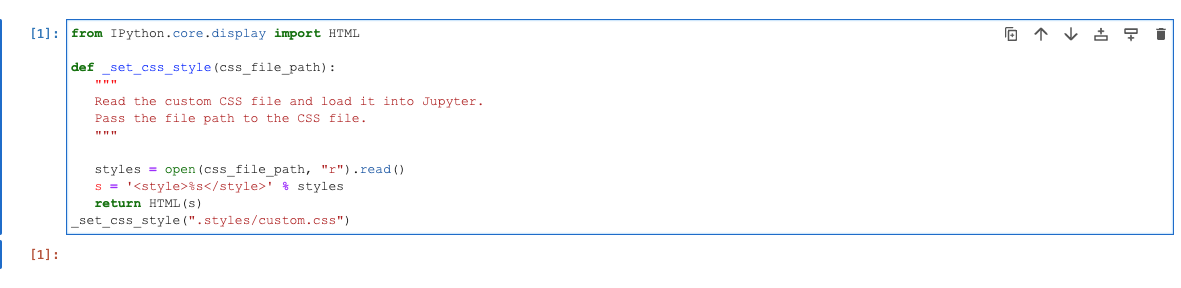 [1]: from IPython.core.display import HTML
def _set_css_style(css_file_path):
"""
Read the custom CSS file and load it into Jupyter.
Pass the file path to the CSS file.
"""
styles = open(css_file_path, "r").read()
s = '<style>%s</style>' % styles
return HTML(s)
_set_css_style(".styles/custom.css")
[1]: